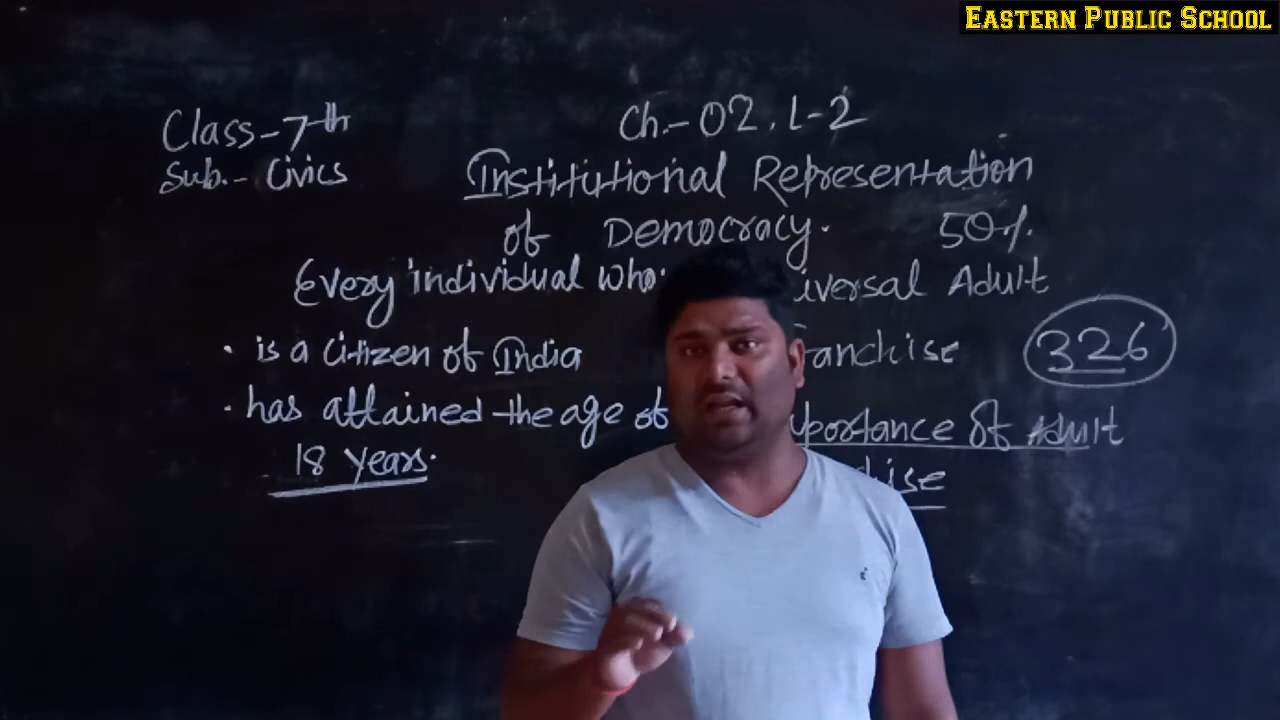 EASTERN PUBLIC SCHOOL
Class-7th
Sub.- Civics
Ch.-02, L-2
Institutional Representation
of Democracy.
50%
Every individual who
iversal Adult
· is a citizen of India
ranchise
326
· has attained the age of
portance of Adult
18 years.
ise